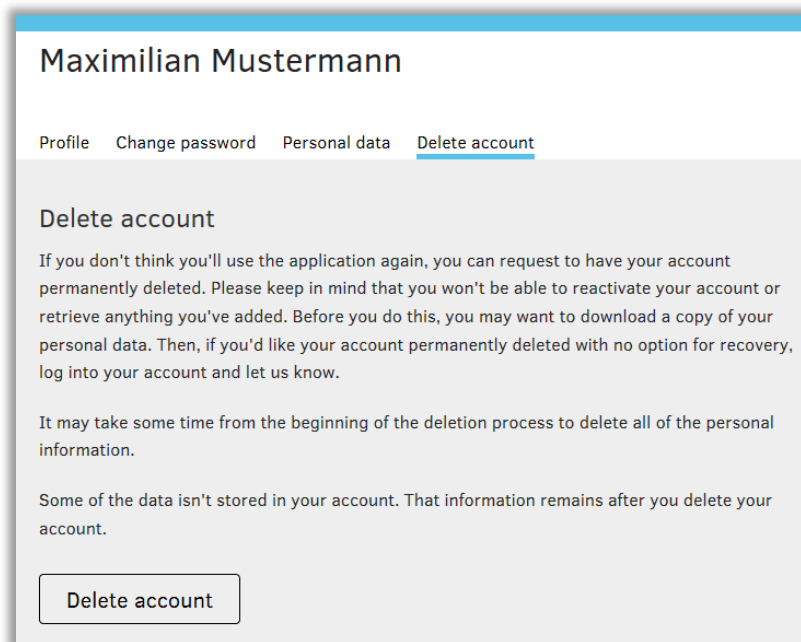 Maximilian Mustermann
Profile Change password Personal data Delete account
Delete account
If you don't think you'll use the application again, you can request to have your account
permanently deleted. Please keep in mind that you won't be able to reactivate your account or
retrieve anything you've added. Before you do this, you may want to download a copy of your
personal data. Then, if you'd like your account permanently deleted with no option for recovery,
log into your account and let us know.
It may take some time from the beginning of the deletion process to delete all of the personal
information.
Some of the data isn't stored in your account. That information remains after you delete your
account.
Delete account